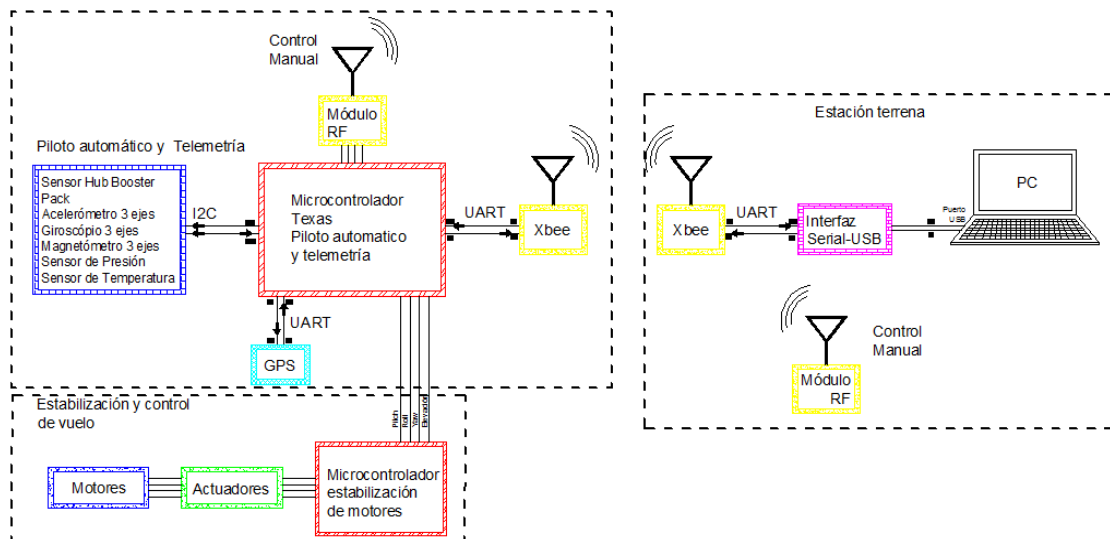 Control
Manual
Módulo
RF
Piloto automático y Telemetría
Sensor Hub Booster
Pack
Acelerómetro 3 ejes
Giroscópio 3 ejes
Magnetómetro 3 ejes
Sensor de Presión
Sensor de Temperatura
I2C
Microcontrolador
Texas
Piloto automatico
y telemetría
UART
Xbee
UART
GPS
Estabilización y control
de vuelo
Pitch
Roll
Yaw
Elevador
Motores
Actuadores
Microcontrolador
estabilización
de motores
Estación terrena
Xbee
UART
Interfaz
Serial-USB
Puerto
USB
PC
Control
Manual
Módulo
RF